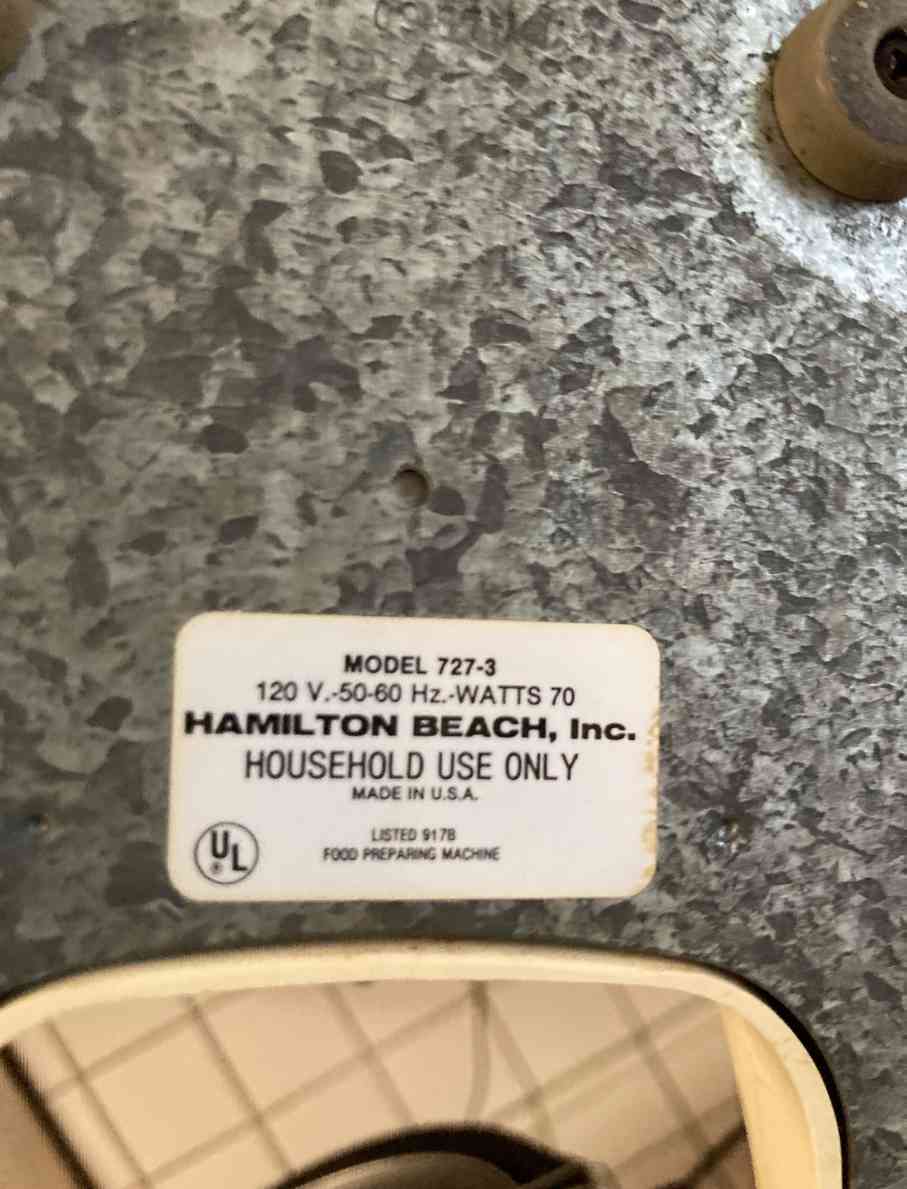 MODEL 727-3
120 V.-50-60 Hz.-WATTS 70
HAMILTON BEACH, Inc.
HOUSEHOLD USE ONLY
MADE IN U.S.A.
LISTED 917B
FOOD PREPARING MACHINE
UL
®